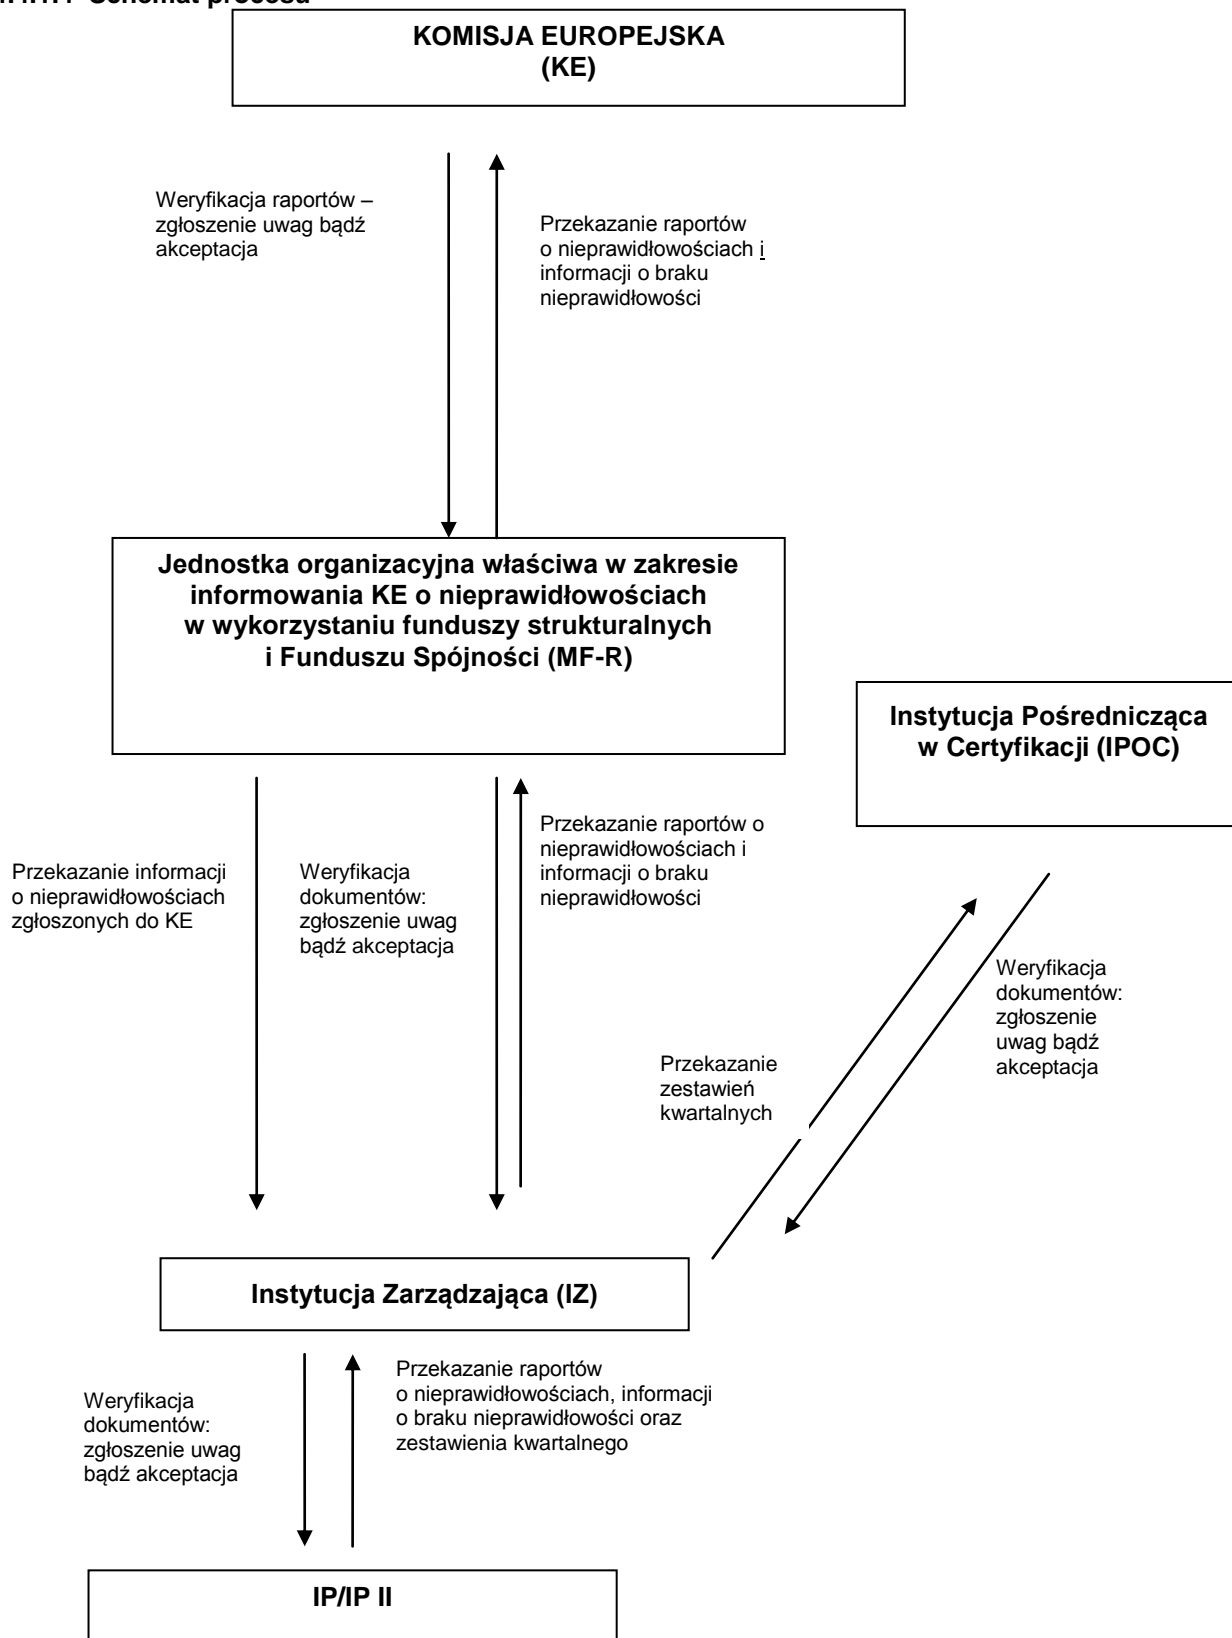 Schemat procesu
KOMISJA EUROPEJSKA
(KE)
Weryfikacja raportów –
zgłoszenie uwag bądź
akceptacja
Przekazanie raportów
o nieprawidłowościach i
informacji o braku
nieprawidłowości
Jednostka organizacyjna właściwa w zakresie
informowania KE o nieprawidłowościach
w wykorzystaniu funduszy strukturalnych
i Funduszu Spójności (MF-R)
Instytucja Pośrednicząca
w Certyfikacji (IPOC)
Przekazanie informacji
o nieprawidłowościach
zgłoszonych do KE
Weryfikacja
dokumentów:
zgłoszenie uwag
bądź akceptacja
Przekazanie raportów o
nieprawidłowościach i
informacji o braku
nieprawidłowości
Weryfikacja
dokumentów:
zgłoszenie
uwag bądź
akceptacja
Przekazanie
zestawień
kwartalnych
Instytucja Zarządzająca (IZ)
Weryfikacja
dokumentów:
zgłoszenie uwag
bądź akceptacja
Przekazanie raportów
o nieprawidłowościach, informacji
o braku nieprawidłowości oraz
zestawienia kwartalnego
IP/IP II